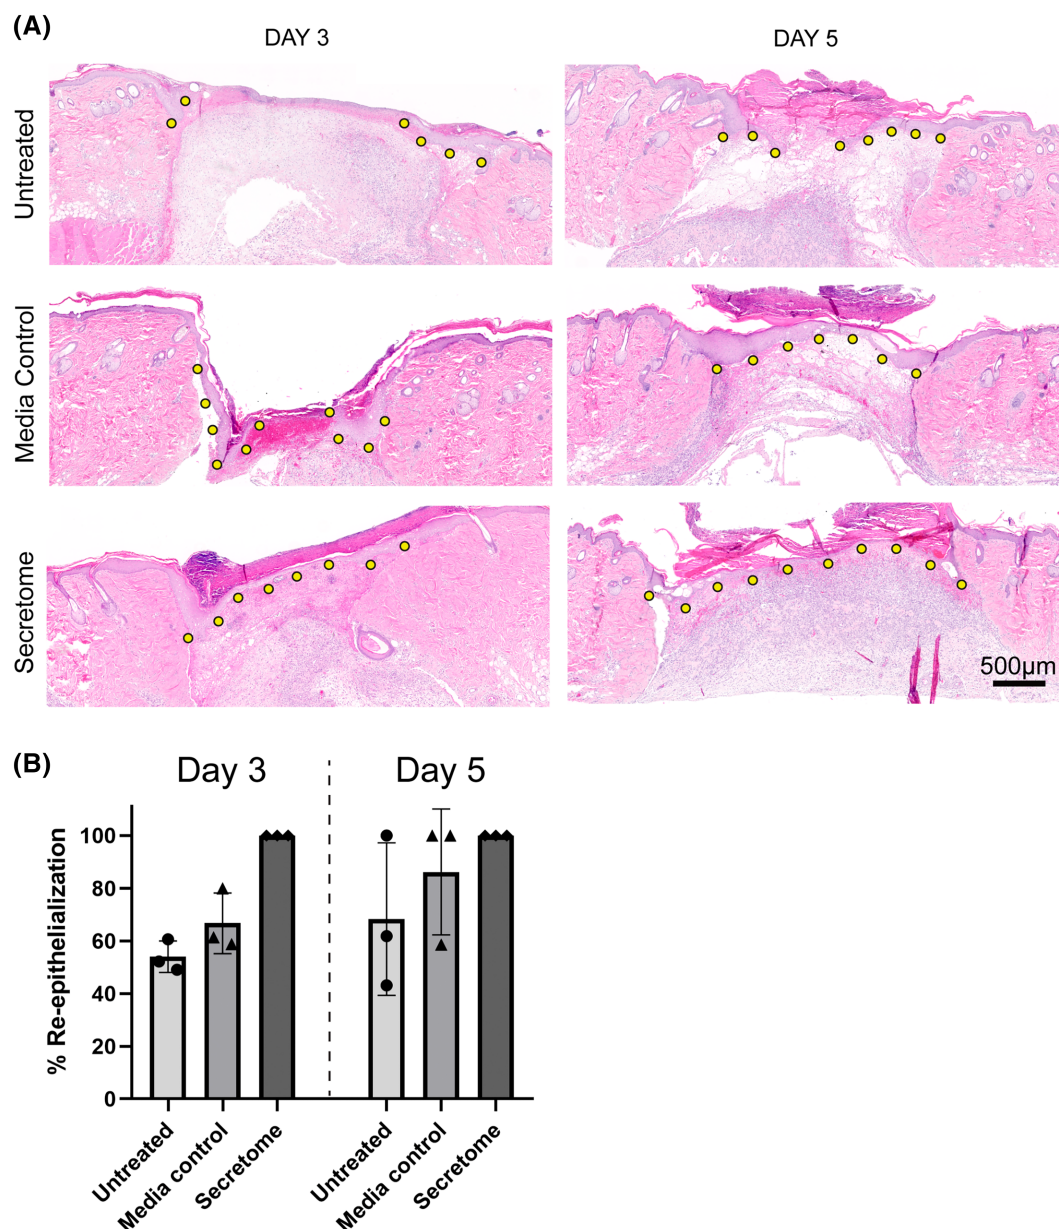 (A)
DAY 3
DAY 5
Untreated
Media Control
Secretome
500µm
(B)
Day 3
Day 5
% Re-epithelialization
100
80
60
40
20
0
Untreated
Media control
Secretome
Untreated
Media control
Secretome